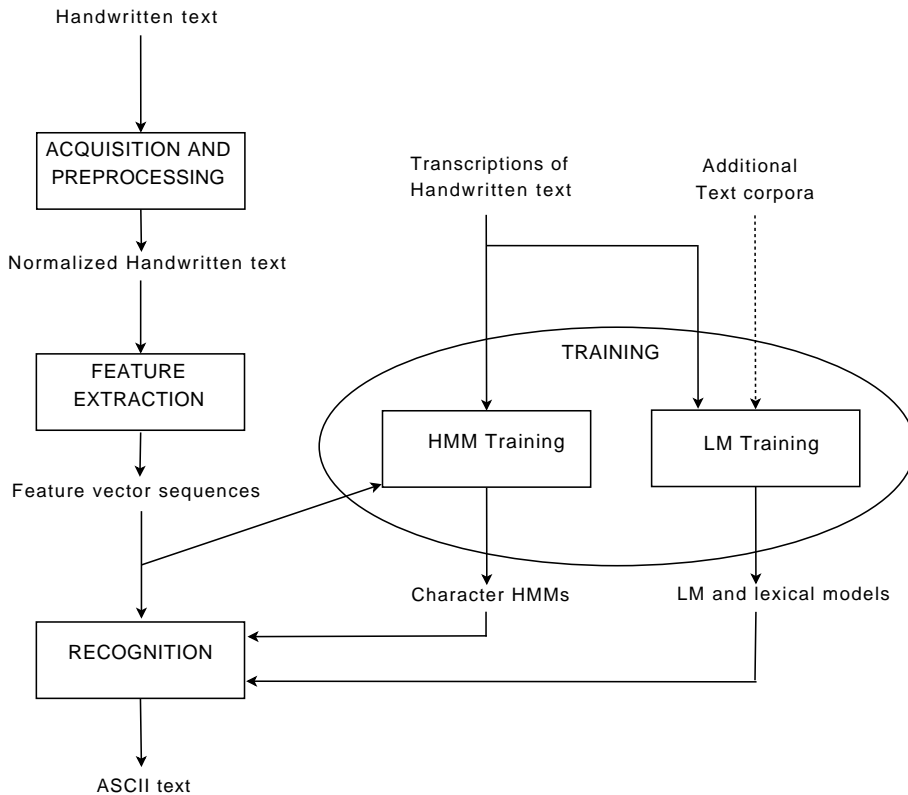 Handwritten text
ACQUISITION AND
PREPROCESSING
Normalized Handwritten text
FEATURE
EXTRACTION
Feature vector sequences
RECOGNITION
ASCII text
Transcriptions of
Handwritten text
Additional
Text corpora
TRAINING
HMM Training
LM Training
Character HMMs
LM and lexical models